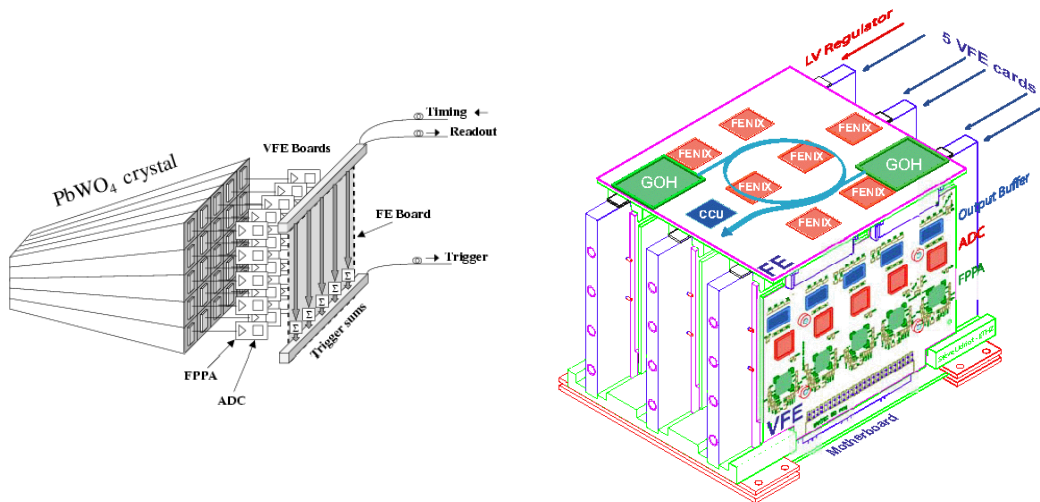 PbWO4 crystal
VFE Boards
Timing
Readout
FE Board
Trigger
Σ
Σ
Σ
Σ
Σ
Trigger sums
FPPA
ADC
LV Regulator
5 VFE cards
FENIX
FENIX
FENIX
FENIX
FENIX
FENIX
FENIX
FENIX
GOH
GOH
CCU
FE
Output Buffer
ADC
FPPA
VFE
Motherboard